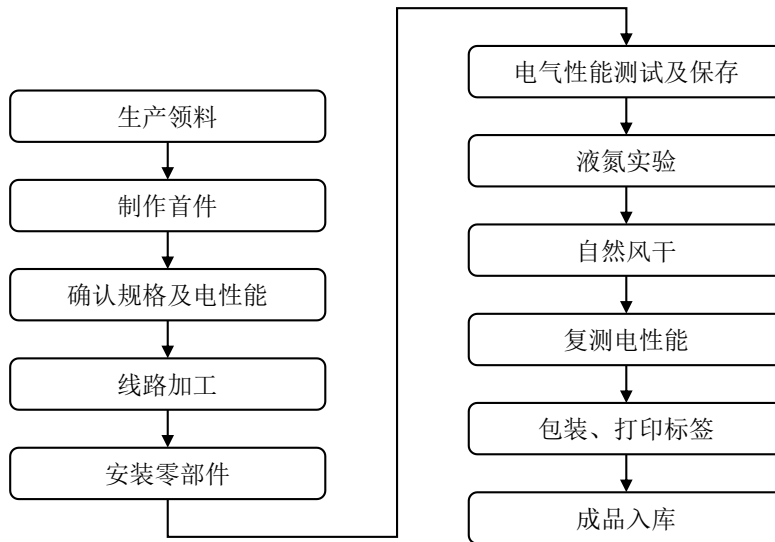 生产领料
制作首件
确认规格及电性能
线路加工
安装零部件
电气性能测试及保存
液氮实验
自然风干
复测电性能
包装、打印标签
成品入库